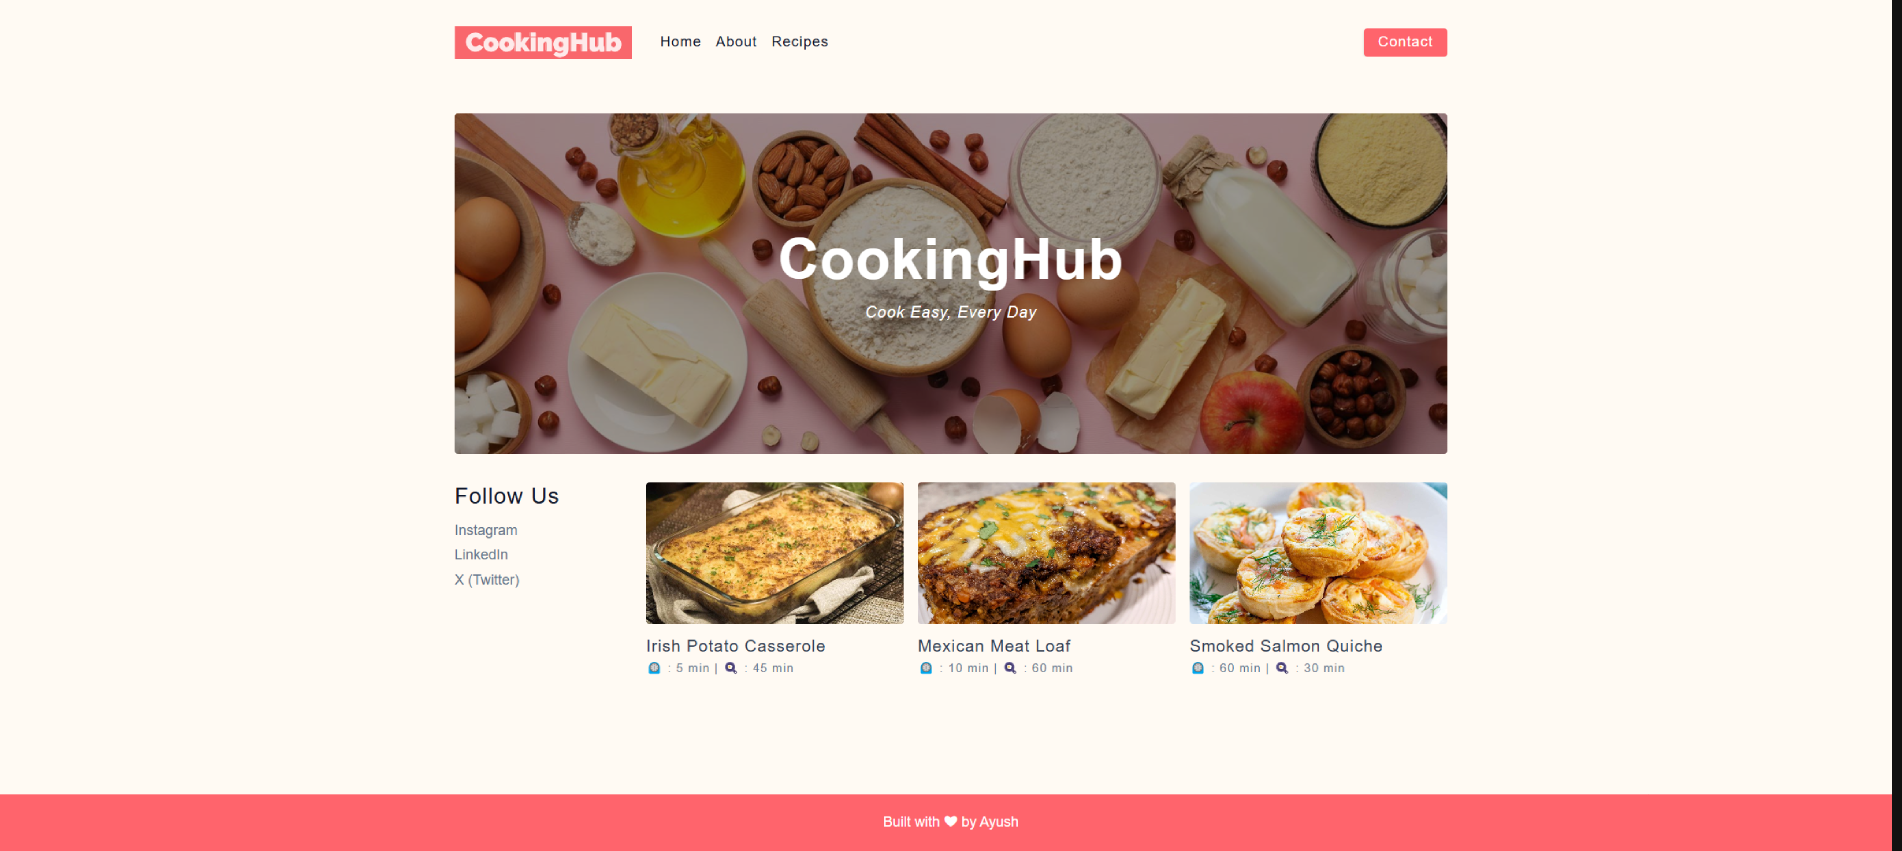 CookingHub Home About Recipes Contact
CookingHub
Cook Easy, Every Day
Follow Us
Instagram
LinkedIn
X (Twitter)
Irish Potato Casserole
: 5 min | : 45 min
Mexican Meat Loaf
: 10 min | : 60 min
Smoked Salmon Quiche
: 60 min | : 30 min
Built with ❤ by Ayush